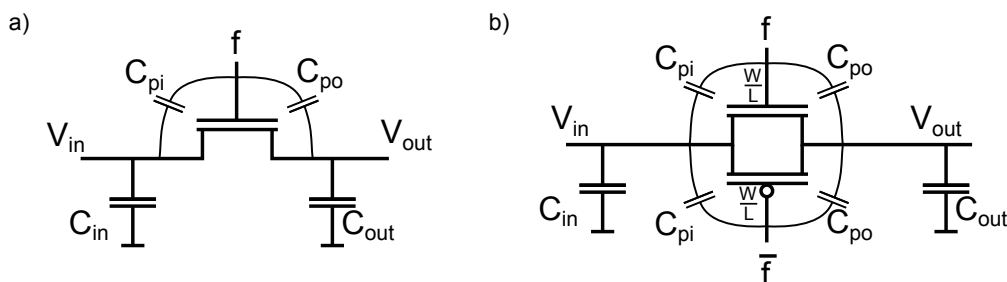 a)
f
C_pi
C_po
V_in
V_out
C_in
C_out
b)
f
C_pi
W/L
C_po
V_in
V_out
C_in
C_pi
W/L
C_po
C_out
f̅